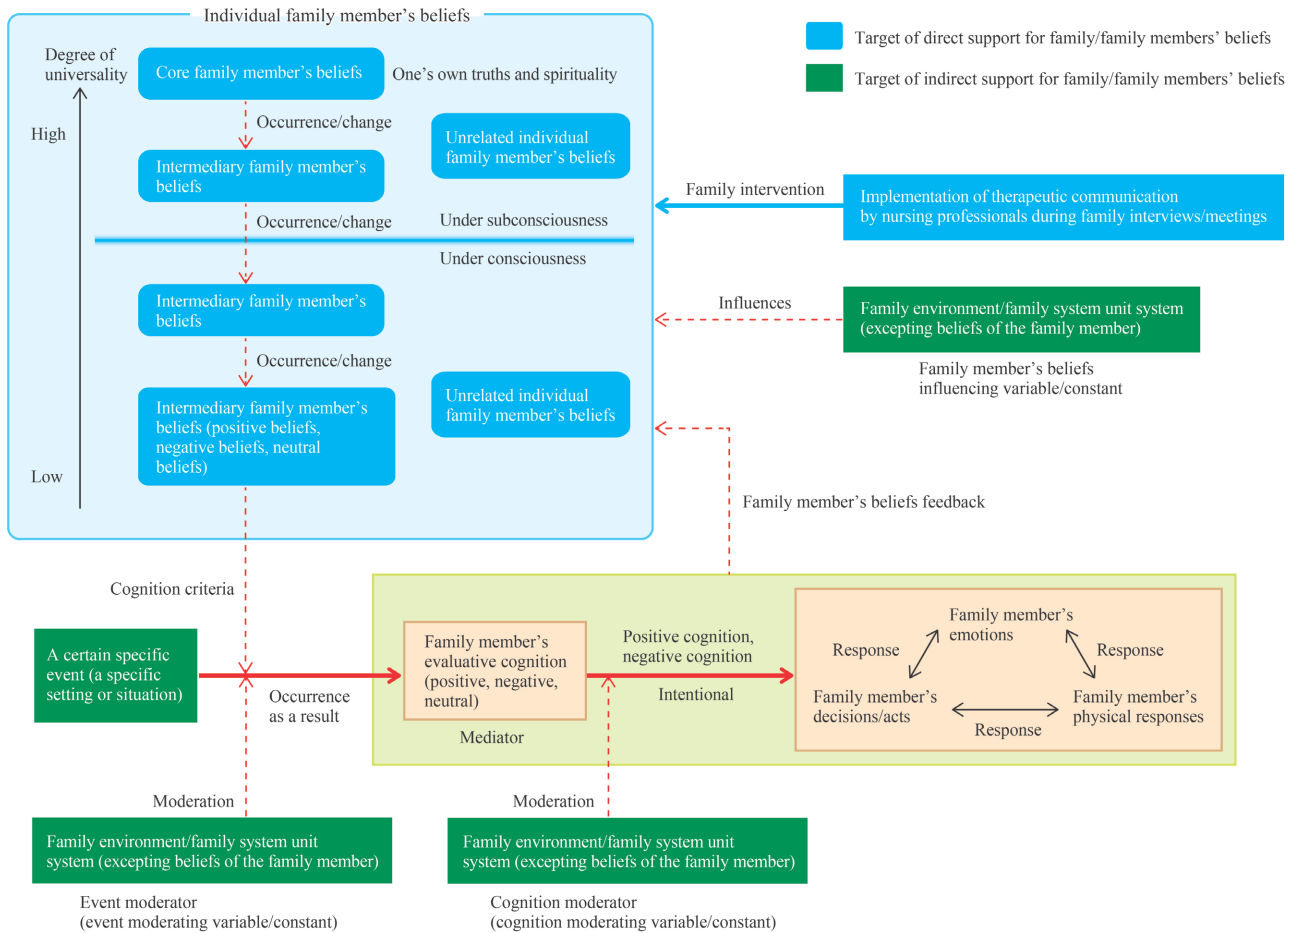 Individual family member's beliefs
Degree of
universality
High
Low
Core family member's beliefs
One's own truths and spirituality
Occurrence/change
Unrelated individual
family member's beliefs
Intermediary family member's
beliefs
Occurrence/change
Under subconsciousness
Under consciousness
Intermediary family member's
beliefs
Occurrence/change
Unrelated individual
family member's beliefs
Intermediary family member's
beliefs (positive beliefs,
negative beliefs, neutral
beliefs)
Target of direct support for family/family members' beliefs
Target of indirect support for family/family members' beliefs
Family intervention
Implementation of therapeutic communication
by nursing professionals during family interviews/meetings
Influences
Family environment/family system unit system
(excepting beliefs of the family member)
Family member's beliefs
influencing variable/constant
Family member's beliefs feedback
Cognition criteria
A certain specific
event (a specific
setting or situation)
Occurrence
as a result
Family member's
evaluative cognition
(positive, negative,
neutral)
Mediator
Positive cognition,
negative cognition
Intentional
Family member's
emotions
Response
Response
Family member's
decisions/acts
Family member's
physical responses
Response
Moderation
Family environment/family system unit
system (excepting beliefs of the family member)
Event moderator
(event moderating variable/constant)
Moderation
Family environment/family system unit
system (excepting beliefs of the family member)
Cognition moderator
(cognition moderating variable/constant)